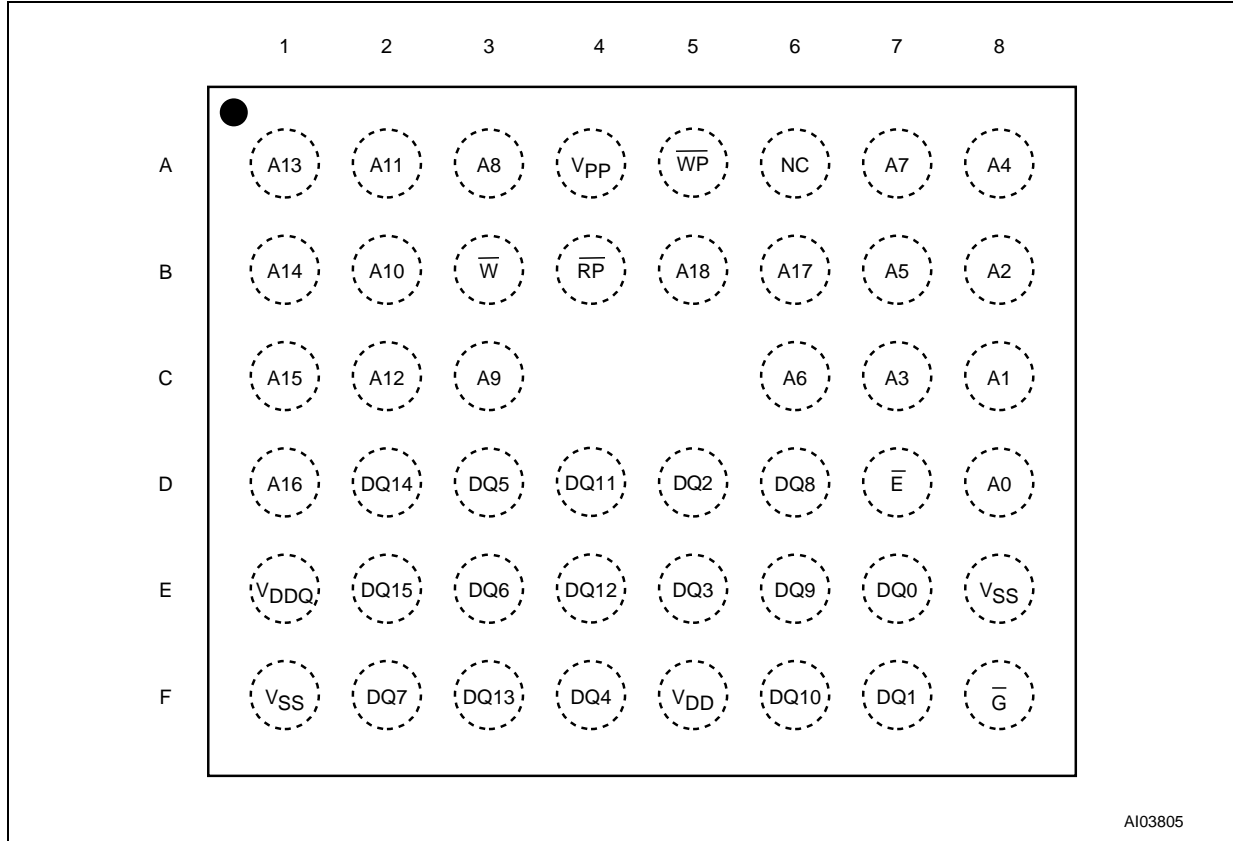 1 2 3 4 5 6 7 8
A A13 A11 A8 VPP W̅P̅ NC A7 A4
B A14 A10 W̅ R̅P̅ A18 A17 A5 A2
C A15 A12 A9 A6 A3 A1
D A16 DQ14 DQ5 DQ11 DQ2 DQ8 E̅ A0
E VDDQ DQ15 DQ6 DQ12 DQ3 DQ9 DQ0 VSS
F VSS DQ7 DQ13 DQ4 VDD DQ10 DQ1 G̅
AI03805